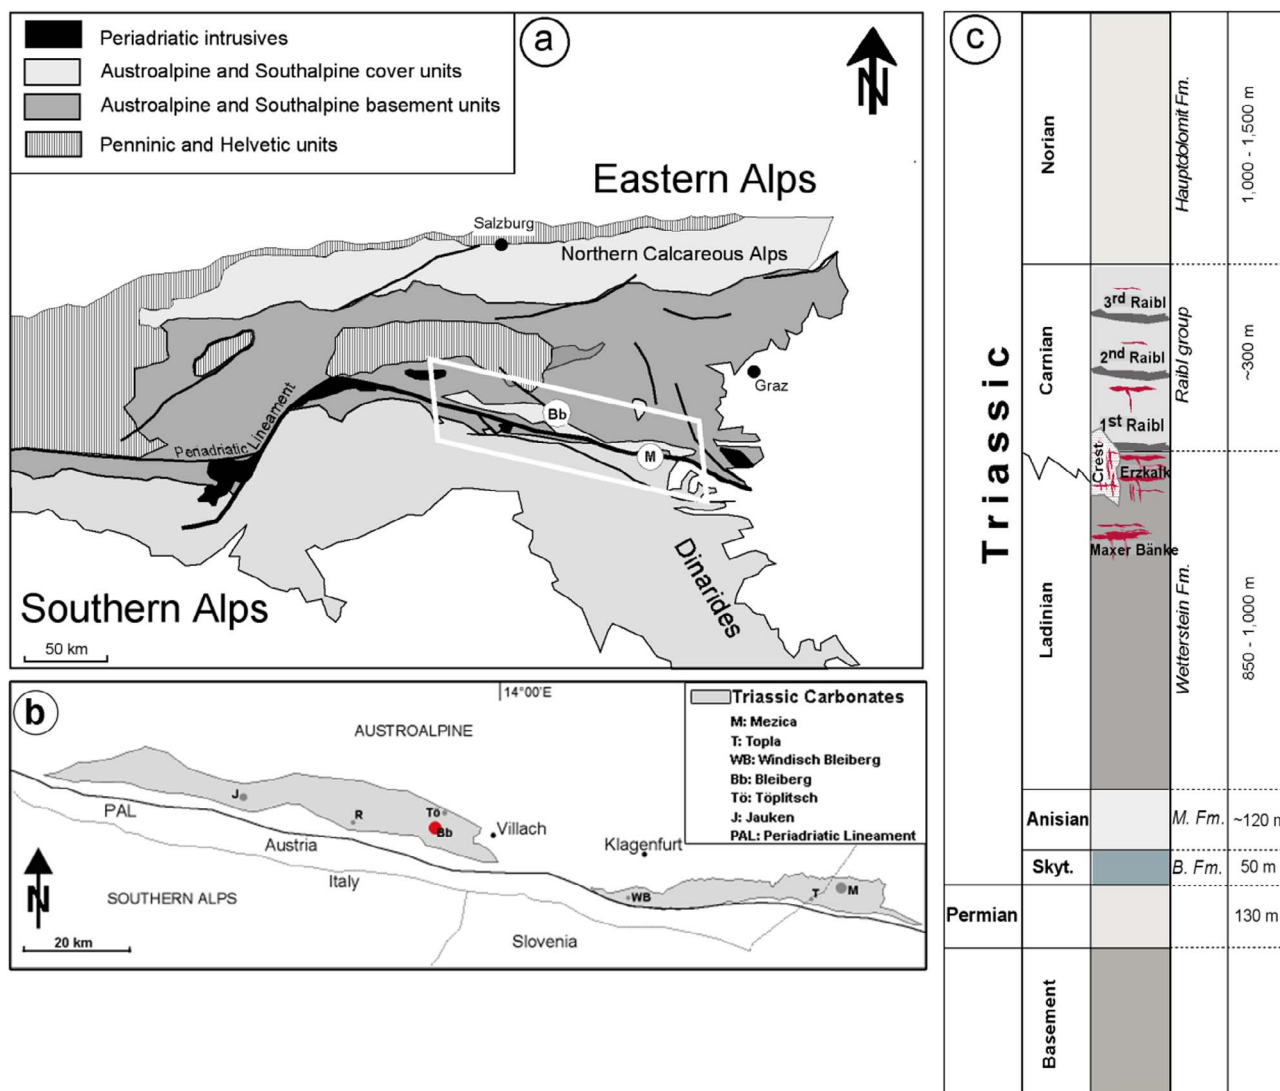 Periadriatic intrusives
Austroalpine and Southalpine cover units
Austroalpine and Southalpine basement units
Penninic and Helvetic units
a
N
Eastern Alps
Salzburg
Northern Calcareous Alps
Graz
Periadriatic Lineament
Bb
M
Dinarides
Southern Alps
50 km
b
14°00'E
AUSTROALPINE
Triassic Carbonates
M: Mezica
T: Topla
WB: Windisch Bleiberg
Bb: Bleiberg
Tö: Töplitsch
J: Jauken
PAL: Periadriatic Lineament
J
R
Tö
Bb
Villach
PAL
Austria
Italy
Klagenfurt
WB
T
M
N
SOUTHERN ALPS
Slovenia
20 km
c
Triassic
Norian
Hauptdolomit Fm.
1,000 - 1,500 m
Carnian
3rd Raibl
2nd Raibl
1st Raibl
Raibl group
~300 m
Crest
Erzkalk
Maxer Bänke
Ladinian
Wetterstein Fm.
850 - 1,000 m
Anisian
M. Fm.
~120 m
Skyt.
B. Fm.
50 m
Permian
130 m
Basement